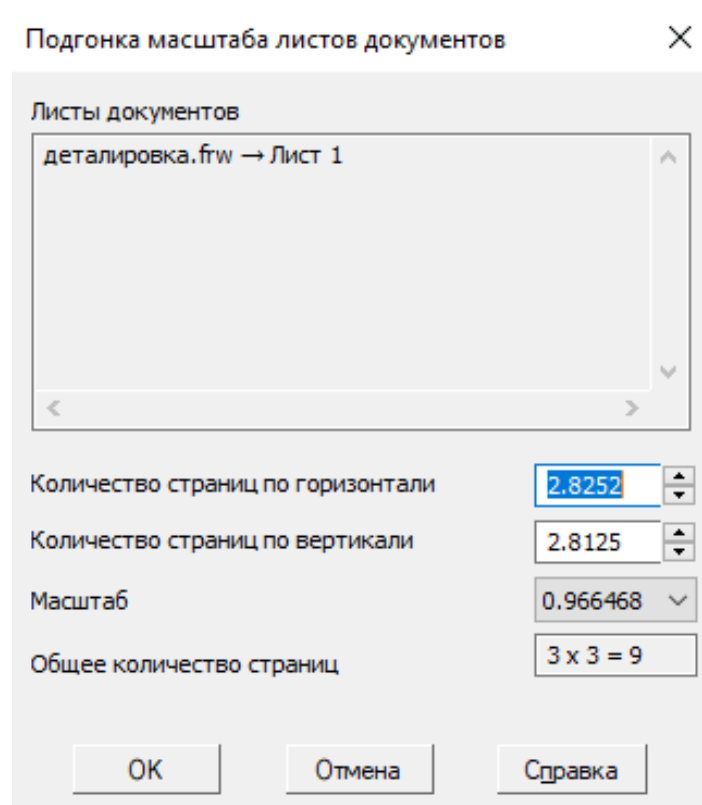 Подгонка масштаба листов документов
Листы документов
деталировка.frw → Лист 1
Количество страниц по горизонтали 2.8252
Количество страниц по вертикали 2.8125
Масштаб 0.966468
Общее количество страниц 3 x 3 = 9
OK Отмена Справка